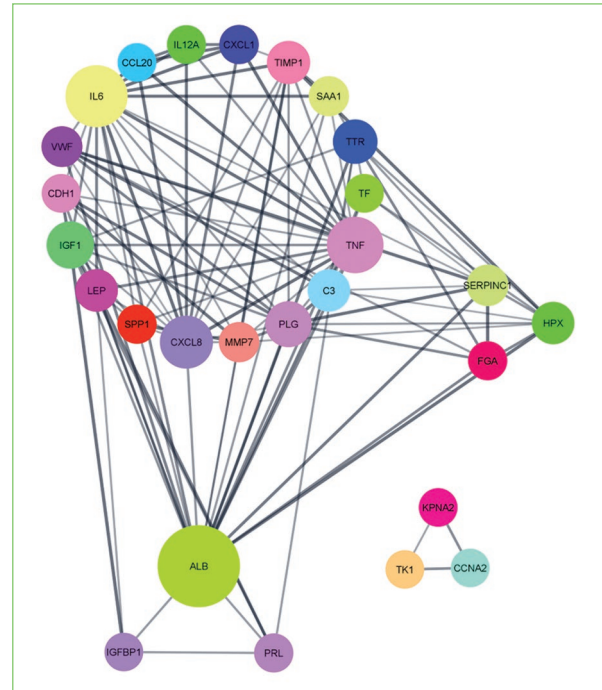 IL12A
CXCL1
CCL20
TIMP1
IL6
SAA1
VWF
TTR
CDH1
TF
IGF1
TNF
LEP
C3
SERPINC1
SPP1
CXCL8
MMP7
PLG
HPX
FGA
KPNA2
ALB
TK1
CCNA2
IGFBP1
PRL